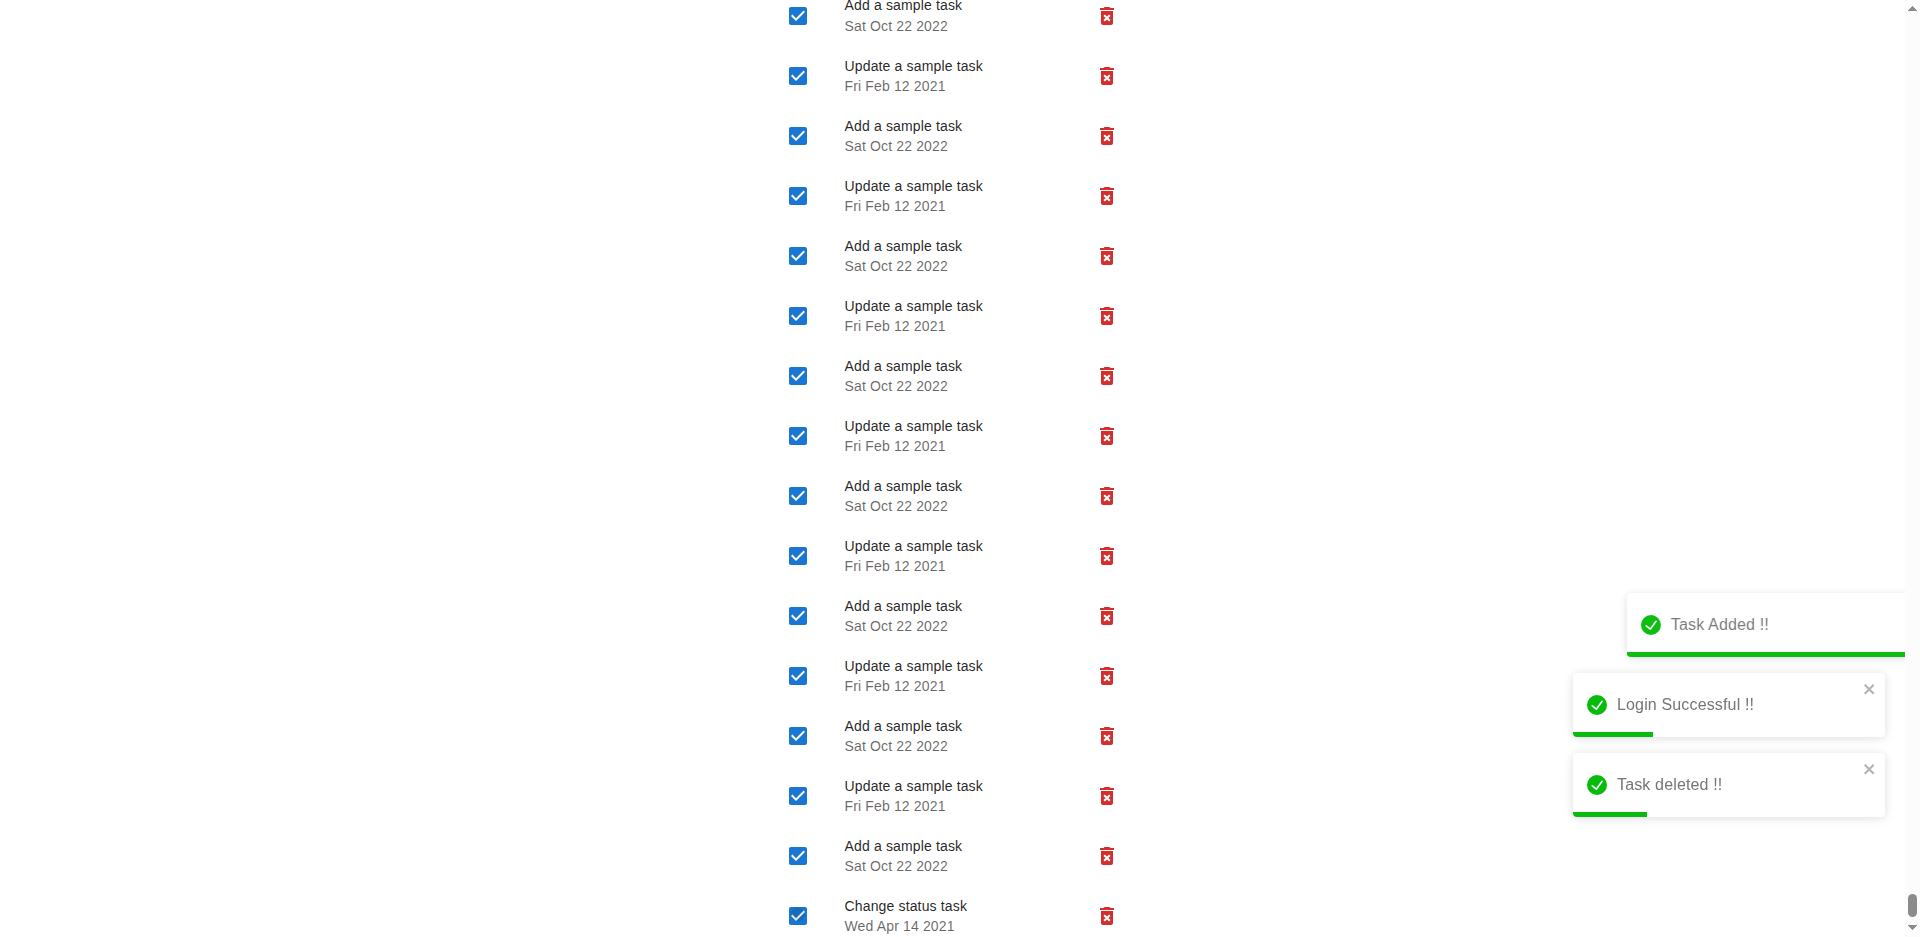 Add a sample task
Sat Oct 22 2022
Update a sample task
Fri Feb 12 2021
Add a sample task
Sat Oct 22 2022
Update a sample task
Fri Feb 12 2021
Add a sample task
Sat Oct 22 2022
Update a sample task
Fri Feb 12 2021
Add a sample task
Sat Oct 22 2022
Update a sample task
Fri Feb 12 2021
Add a sample task
Sat Oct 22 2022
Update a sample task
Fri Feb 12 2021
Add a sample task
Sat Oct 22 2022
Update a sample task
Fri Feb 12 2021
Add a sample task
Sat Oct 22 2022
Update a sample task
Fri Feb 12 2021
Add a sample task
Sat Oct 22 2022
Change status task
Wed Apr 14 2021
Task Added !!
Login Successful !!
Task deleted !!